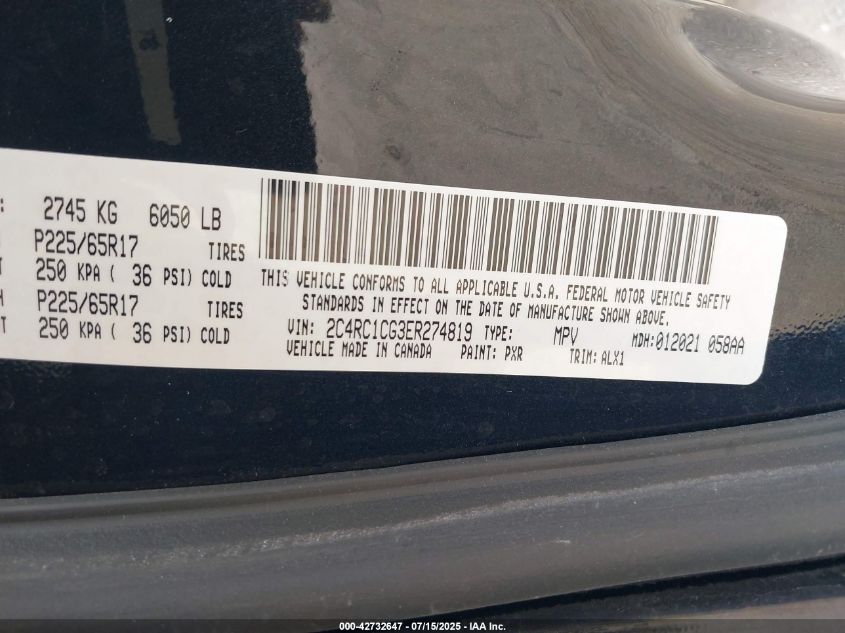 : 2745 KG 6050 LB
P225/65R17 TIRES
T 250 KPA ( 36 PSI) COLD
H P225/65R17 TIRES
T 250 KPA ( 36 PSI) COLD
THIS VEHICLE CONFORMS TO ALL APPLICABLE U.S.A. FEDERAL MOTOR VEHICLE SAFETY
STANDARDS IN EFFECT ON THE DATE OF MANUFACTURE SHOWN ABOVE.
VIN: 2C4RC1CG3ER274819 TYPE: MPV MDH:012021 058AA
VEHICLE MADE IN CANADA PAINT: PXR TRIM: ALX1
000-42732647 - 07/15/2025 - IAA Inc.